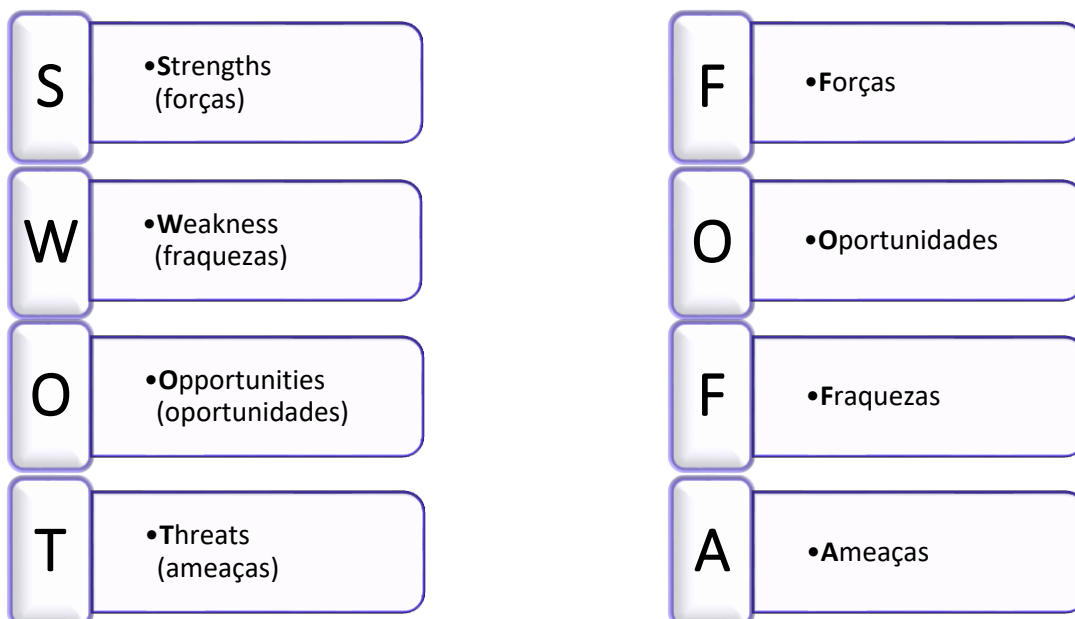 S
•Strengths
(forças)
W
•Weakness
(fraquezas)
O
•Opportunities
(oportunidades)
T
•Threats
(ameaças)
F
•Forças
O
•Oportunidades
F
•Fraquezas
A
•Ameaças